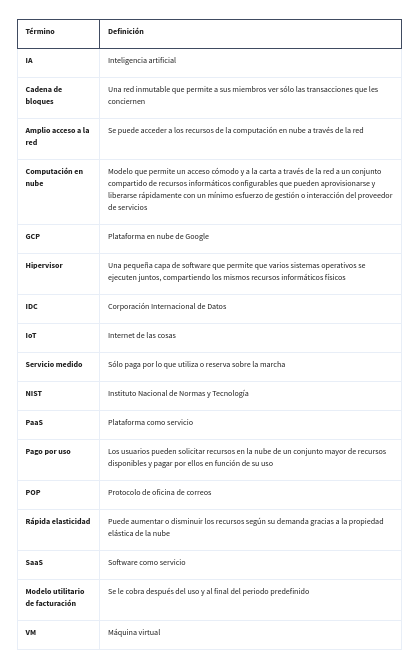 Término Definición
IA Inteligencia artificial
Cadena de bloques Una red inmutable que permite a sus miembros ver sólo las transacciones que les
conciernen
Amplio acceso a la red Se puede acceder a los recursos de la computación en nube a través de la red
Computación en nube Modelo que permite un acceso cómodo y a la carta a través de la red a un conjunto
compartido de recursos informáticos configurables que pueden aprovisionarse y
liberarse rápidamente con un mínimo esfuerzo de gestión o interacción del proveedor
de servicios
GCP Plataforma en nube de Google
Hipervisor Una pequeña capa de software que permite que varios sistemas operativos se
ejecuten juntos, compartiendo los mismos recursos informáticos físicos
IDC Corporación Internacional de Datos
IoT Internet de las cosas
Servicio medido Sólo paga por lo que utiliza o reserva sobre la marcha
NIST Instituto Nacional de Normas y Tecnología
PaaS Plataforma como servicio
Pago por uso Los usuarios pueden solicitar recursos en la nube de un conjunto mayor de recursos
disponibles y pagar por ellos en función de su uso
POP Protocolo de oficina de correos
Rápida elasticidad Puede aumentar o disminuir los recursos según su demanda gracias a la propiedad
elástica de la nube
SaaS Software como servicio
Modelo utilitario de facturación Se le cobra después del uso y al final del periodo predefinido
VM Máquina virtual